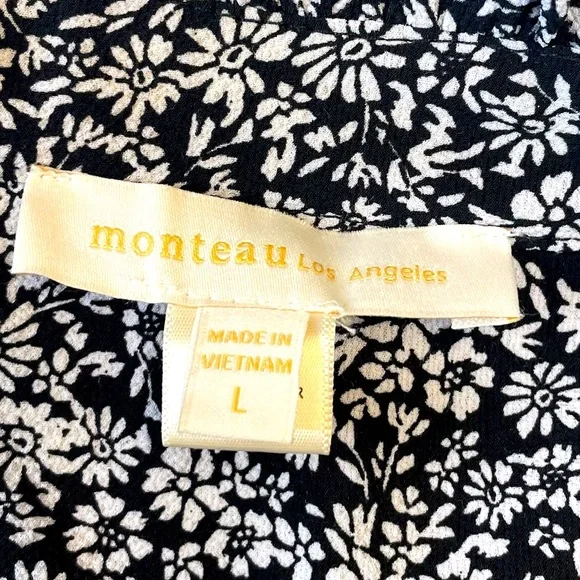 monteau Los Angeles
MADE IN
VIETNAM
L
R